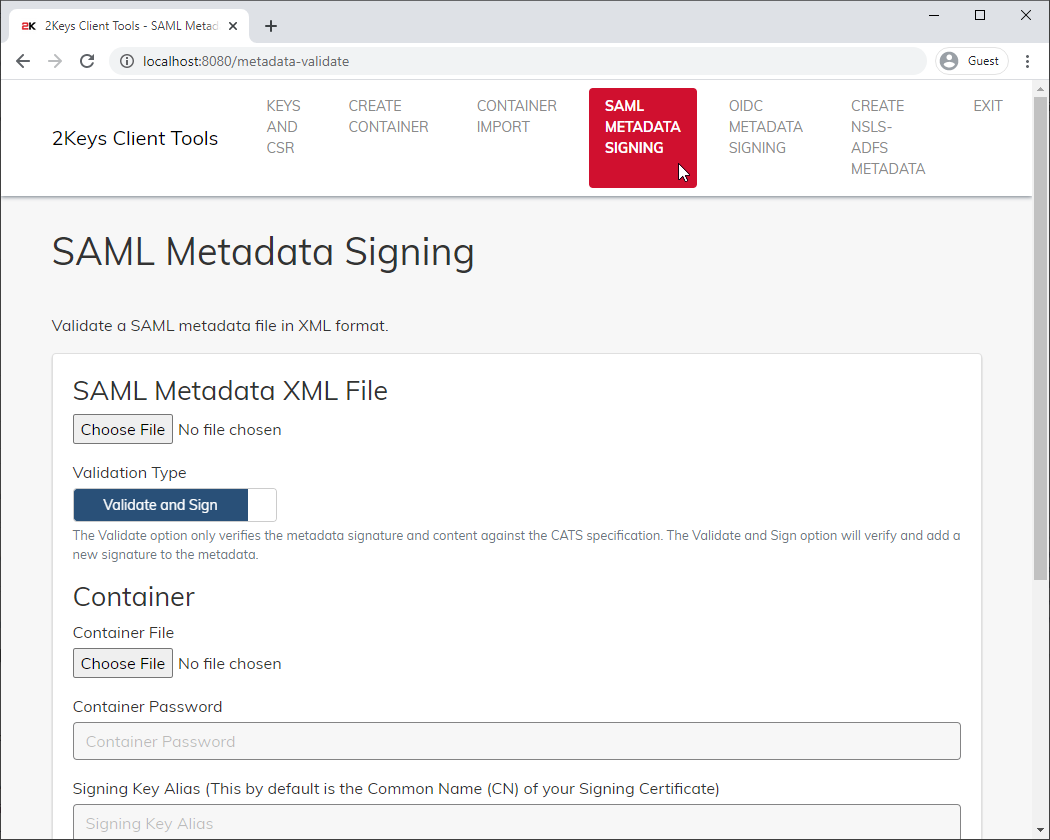 2K 2Keys Client Tools - SAML Metad
localhost:8080/metadata-validate
Guest
2Keys Client Tools
KEYS
AND
CSR
CREATE
CONTAINER
CONTAINER
IMPORT
SAML
METADATA
SIGNING
OIDC
METADATA
SIGNING
CREATE
NSLS-
ADFS
METADATA
EXIT
SAML Metadata Signing
Validate a SAML metadata file in XML format.
SAML Metadata XML File
Choose File No file chosen
Validation Type
Validate and Sign
The Validate option only verifies the metadata signature and content against the CATS specification. The Validate and Sign option will verify and add a
new signature to the metadata.
Container
Container File
Choose File No file chosen
Container Password
Container Password
Signing Key Alias (This by default is the Common Name (CN) of your Signing Certificate)
Signing Key Alias